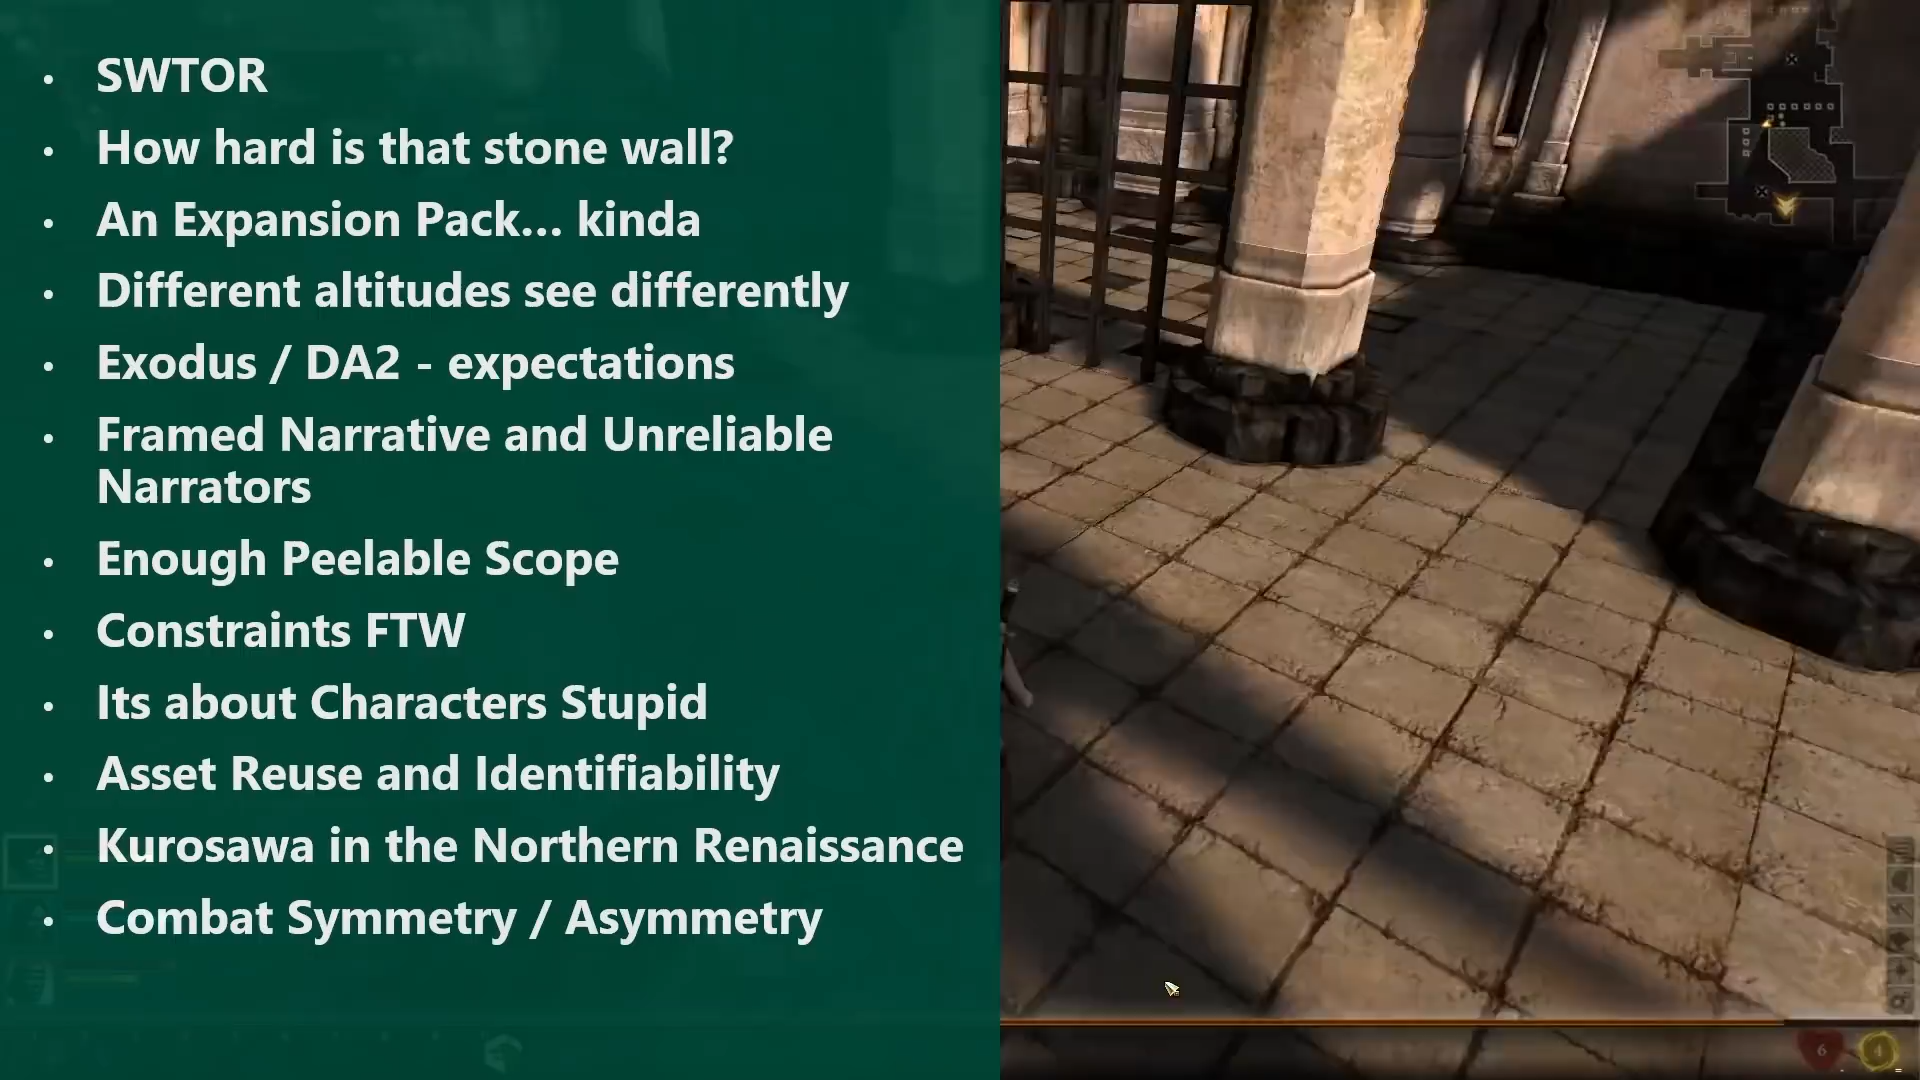 • SWTOR
• How hard is that stone wall?
• An Expansion Pack... kinda
• Different altitudes see differently
• Exodus / DA2 - expectations
• Framed Narrative and Unreliable
Narrators
• Enough Peelable Scope
• Constraints FTW
• Its about Characters Stupid
• Asset Reuse and Identifiability
• Kurosawa in the Northern Renaissance
• Combat Symmetry / Asymmetry
6 4